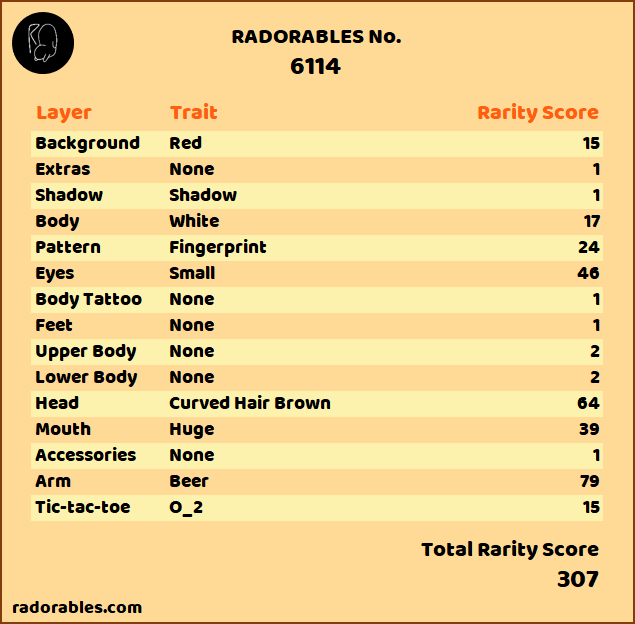 RADORABLES No.
6114
Layer Trait Rarity Score
Background Red 15
Extras None 1
Shadow Shadow 1
Body White 17
Pattern Fingerprint 24
Eyes Small 46
Body Tattoo None 1
Feet None 1
Upper Body None 2
Lower Body None 2
Head Curved Hair Brown 64
Mouth Huge 39
Accessories None 1
Arm Beer 79
Tic-tac-toe O_2 15
Total Rarity Score
307
radorables.com